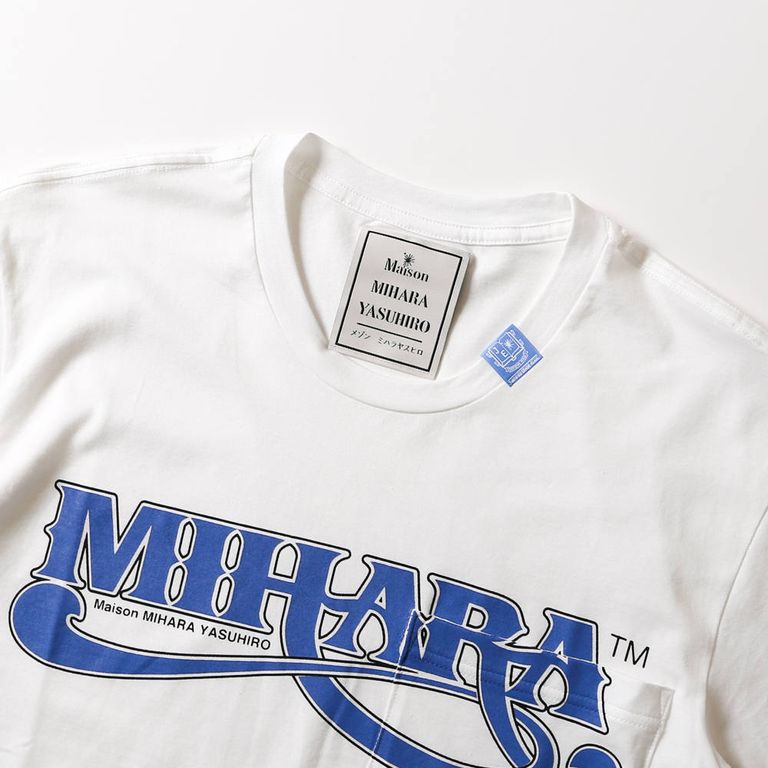 Maison
MIHARA
YASUHIRO
メゾン ミハラヤスヒロ
MIHARA
TM
Maison MIHARA YASUHIRO